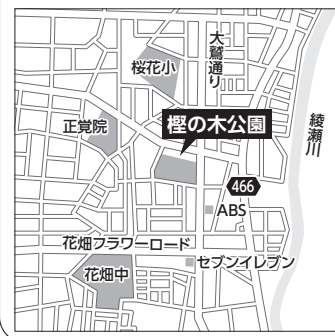 大鷲通り
桜花小
綾瀬川
正覚院
樫の木公園
466
ABS
花畑フラワーロード
セブンイレブン
花畑中